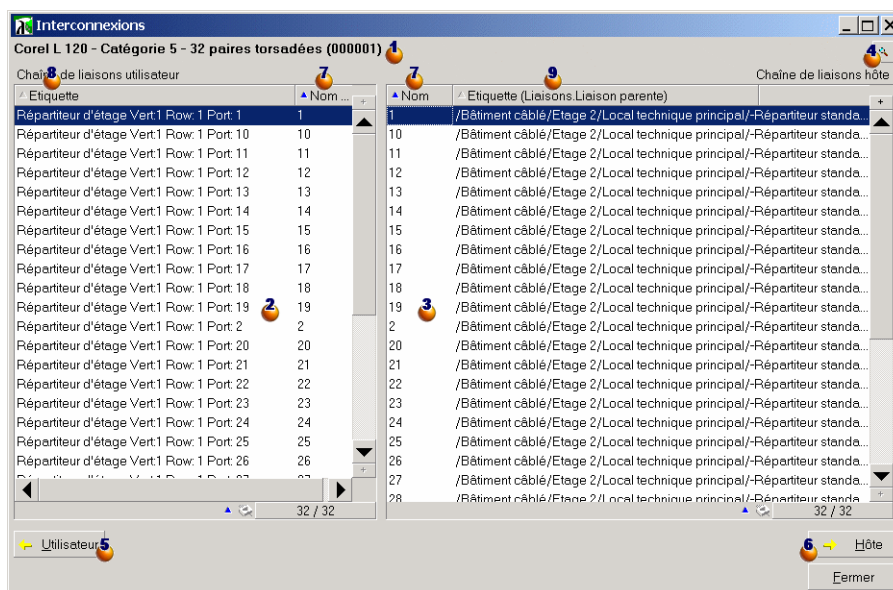 Interconnexions
Corel L 120 - Catégorie 5 - 32 paires torsadées (000001) 1
4
Chaîne de liaisons utilisateur 8 7
7 9 Chaîne de liaisons hôte
Etiquette Nom ...
Répartiteur d'étage Vert:1 Row: 1 Port: 1 1
Répartiteur d'étage Vert:1 Row: 1 Port: 10 10
Répartiteur d'étage Vert:1 Row: 1 Port: 11 11
Répartiteur d'étage Vert:1 Row: 1 Port: 12 12
Répartiteur d'étage Vert:1 Row: 1 Port: 13 13
Répartiteur d'étage Vert:1 Row: 1 Port: 14 14
Répartiteur d'étage Vert:1 Row: 1 Port: 15 15
Répartiteur d'étage Vert:1 Row: 1 Port: 16 16
Répartiteur d'étage Vert:1 Row: 1 Port: 17 17
Répartiteur d'étage Vert:1 Row: 1 Port: 18 18
Répartiteur d'étage Vert:1 Row: 1 Port: 19 2 19
Répartiteur d'étage Vert:1 Row: 1 Port: 2 2
Répartiteur d'étage Vert:1 Row: 1 Port: 20 20
Répartiteur d'étage Vert:1 Row: 1 Port: 21 21
Répartiteur d'étage Vert:1 Row: 1 Port: 22 22
Répartiteur d'étage Vert:1 Row: 1 Port: 23 23
Répartiteur d'étage Vert:1 Row: 1 Port: 24 24
Répartiteur d'étage Vert:1 Row: 1 Port: 25 25
Répartiteur d'étage Vert:1 Row: 1 Port: 26 26
32 / 32
Nom Etiquette (Liaisons.Liaison parente)
1 /Bâtiment câblé/Etage 2/Local technique principal/-Répartiteur standa...
10 /Bâtiment câblé/Etage 2/Local technique principal/-Répartiteur standa...
11 /Bâtiment câblé/Etage 2/Local technique principal/-Répartiteur standa...
12 /Bâtiment câblé/Etage 2/Local technique principal/-Répartiteur standa...
13 /Bâtiment câblé/Etage 2/Local technique principal/-Répartiteur standa...
14 /Bâtiment câblé/Etage 2/Local technique principal/-Répartiteur standa...
15 /Bâtiment câblé/Etage 2/Local technique principal/-Répartiteur standa...
16 /Bâtiment câblé/Etage 2/Local technique principal/-Répartiteur standa...
17 /Bâtiment câblé/Etage 2/Local technique principal/-Répartiteur standa...
18 /Bâtiment câblé/Etage 2/Local technique principal/-Répartiteur standa...
19 3 /Bâtiment câblé/Etage 2/Local technique principal/-Répartiteur standa...
2 /Bâtiment câblé/Etage 2/Local technique principal/-Répartiteur standa...
20 /Bâtiment câblé/Etage 2/Local technique principal/-Répartiteur standa...
21 /Bâtiment câblé/Etage 2/Local technique principal/-Répartiteur standa...
22 /Bâtiment câblé/Etage 2/Local technique principal/-Répartiteur standa...
23 /Bâtiment câblé/Etage 2/Local technique principal/-Répartiteur standa...
24 /Bâtiment câblé/Etage 2/Local technique principal/-Répartiteur standa...
25 /Bâtiment câblé/Etage 2/Local technique principal/-Répartiteur standa...
26 /Bâtiment câblé/Etage 2/Local technique principal/-Répartiteur standa...
27 /Bâtiment câblé/Etage 2/Local technique principal/-Répartiteur standa...
28 /Bâtiment câblé/Etage 2/Local technique principal/-Répartiteur standa...
32 / 32
Utilisateur 5
6 Hôte
Fermer